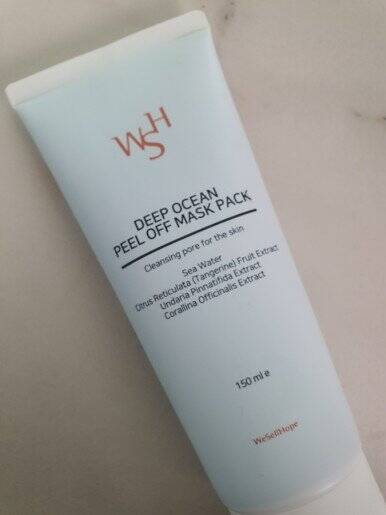 WSH
DEEP OCEAN
PEEL OFF MASK PACK
Cleansing pore for the skin
Sea Water
Citrus Reticulata (Tangerine) Fruit Extract
Undaria Pinnatifida Extract
Corallina Officinalis Extract
150 ml e
WeSellHope